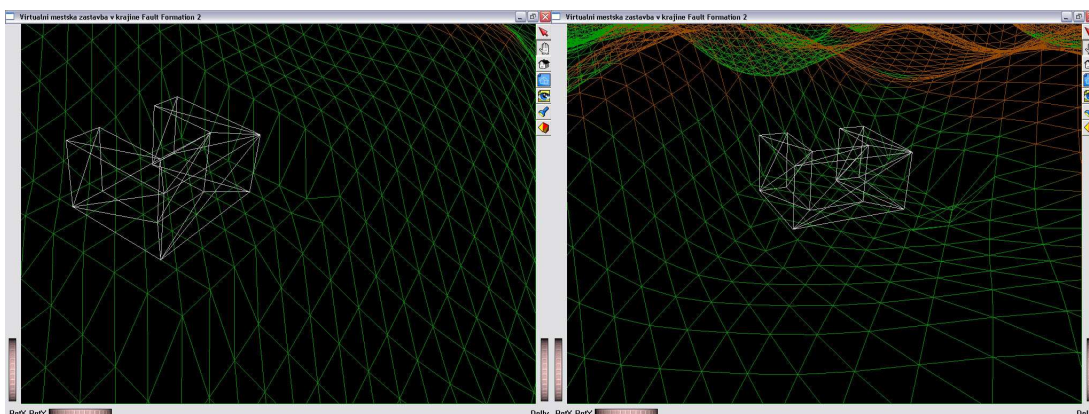 Virtualni mestska zastavba v krajine Fault Formation 2
Virtualni mestska zastavba v krajine Fault Formation 2
RotX RotY
Dolly
RotX RotY